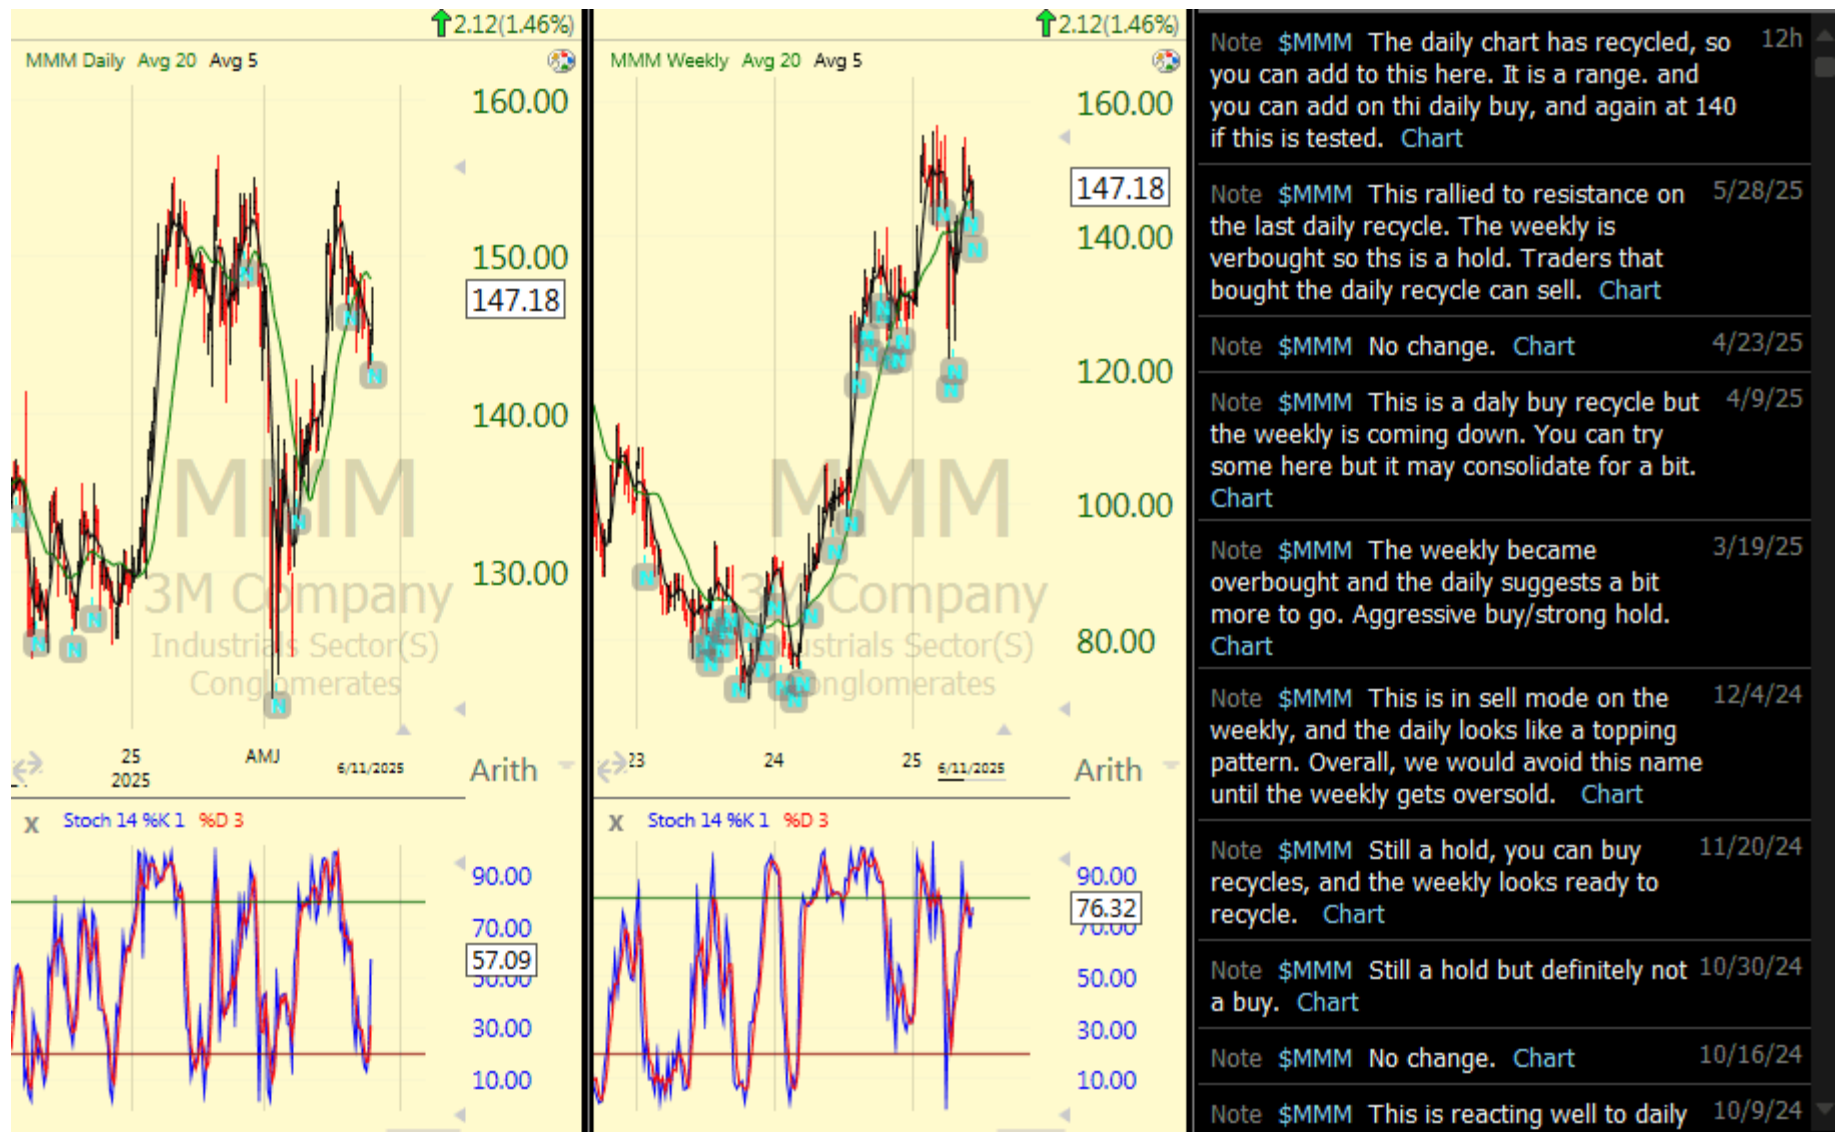 2.12(1.46%)
MMM Daily Avg 20 Avg 5
160.00
150.00
147.18
140.00
130.00
MMM
3M Company
Industrials Sector(S)
Conglomerates
25
2025
AMJ
6/11/2025
Arith
X Stoch 14 %K 1 %D 3
90.00
70.00
57.09
50.00
30.00
10.00
2.12(1.46%)
MMM Weekly Avg 20 Avg 5
160.00
147.18
140.00
120.00
100.00
80.00
MMM
3M Company
Industrials Sector(S)
Conglomerates
23
24
25
6/11/2025
Arith
X Stoch 14 %K 1 %D 3
90.00
76.32
70.00
50.00
30.00
10.00
Note $MMM The daily chart has recycled, so 12h
you can add to this here. It is a range. and
you can add on thi daily buy, and again at 140
if this is tested. Chart
Note $MMM This rallied to resistance on 5/28/25
the last daily recycle. The weekly is
verbought so ths is a hold. Traders that
bought the daily recycle can sell. Chart
Note $MMM No change. Chart 4/23/25
Note $MMM This is a daly buy recycle but 4/9/25
the weekly is coming down. You can try
some here but it may consolidate for a bit.
Chart
Note $MMM The weekly became 3/19/25
overbought and the daily suggests a bit
more to go. Aggressive buy/strong hold.
Chart
Note $MMM This is in sell mode on the 12/4/24
weekly, and the daily looks like a topping
pattern. Overall, we would avoid this name
until the weekly gets oversold. Chart
Note $MMM Still a hold, you can buy 11/20/24
recycles, and the weekly looks ready to
recycle. Chart
Note $MMM Still a hold but definitely not 10/30/24
a buy. Chart
Note $MMM No change. Chart 10/16/24
Note $MMM This is reacting well to daily 10/9/24